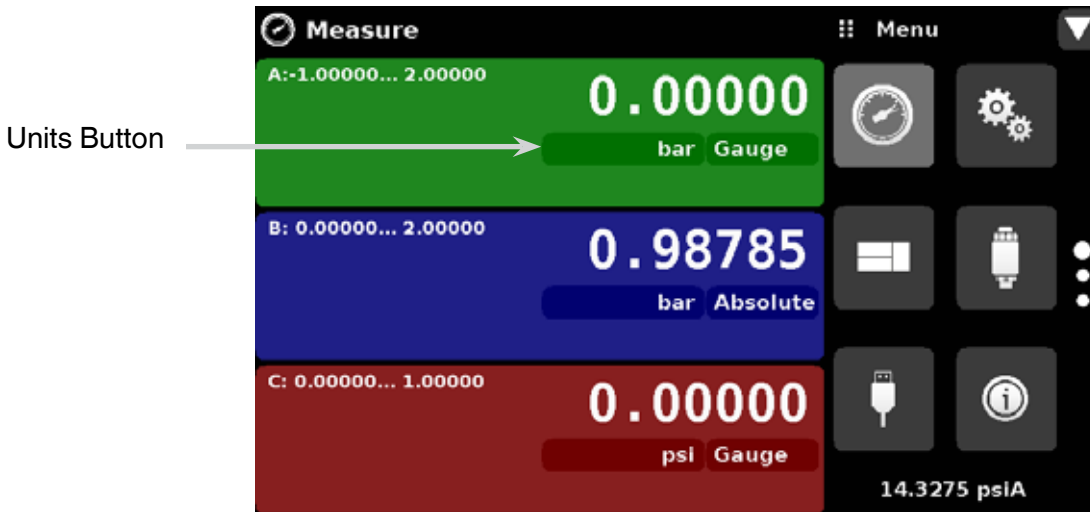 Measure
Menu
A:-1.00000... 2.00000
0.00000
Units Button
bar Gauge
B: 0.00000... 2.00000
0.98785
bar Absolute
C: 0.00000... 1.00000
0.00000
psi Gauge
14.3275 psiA